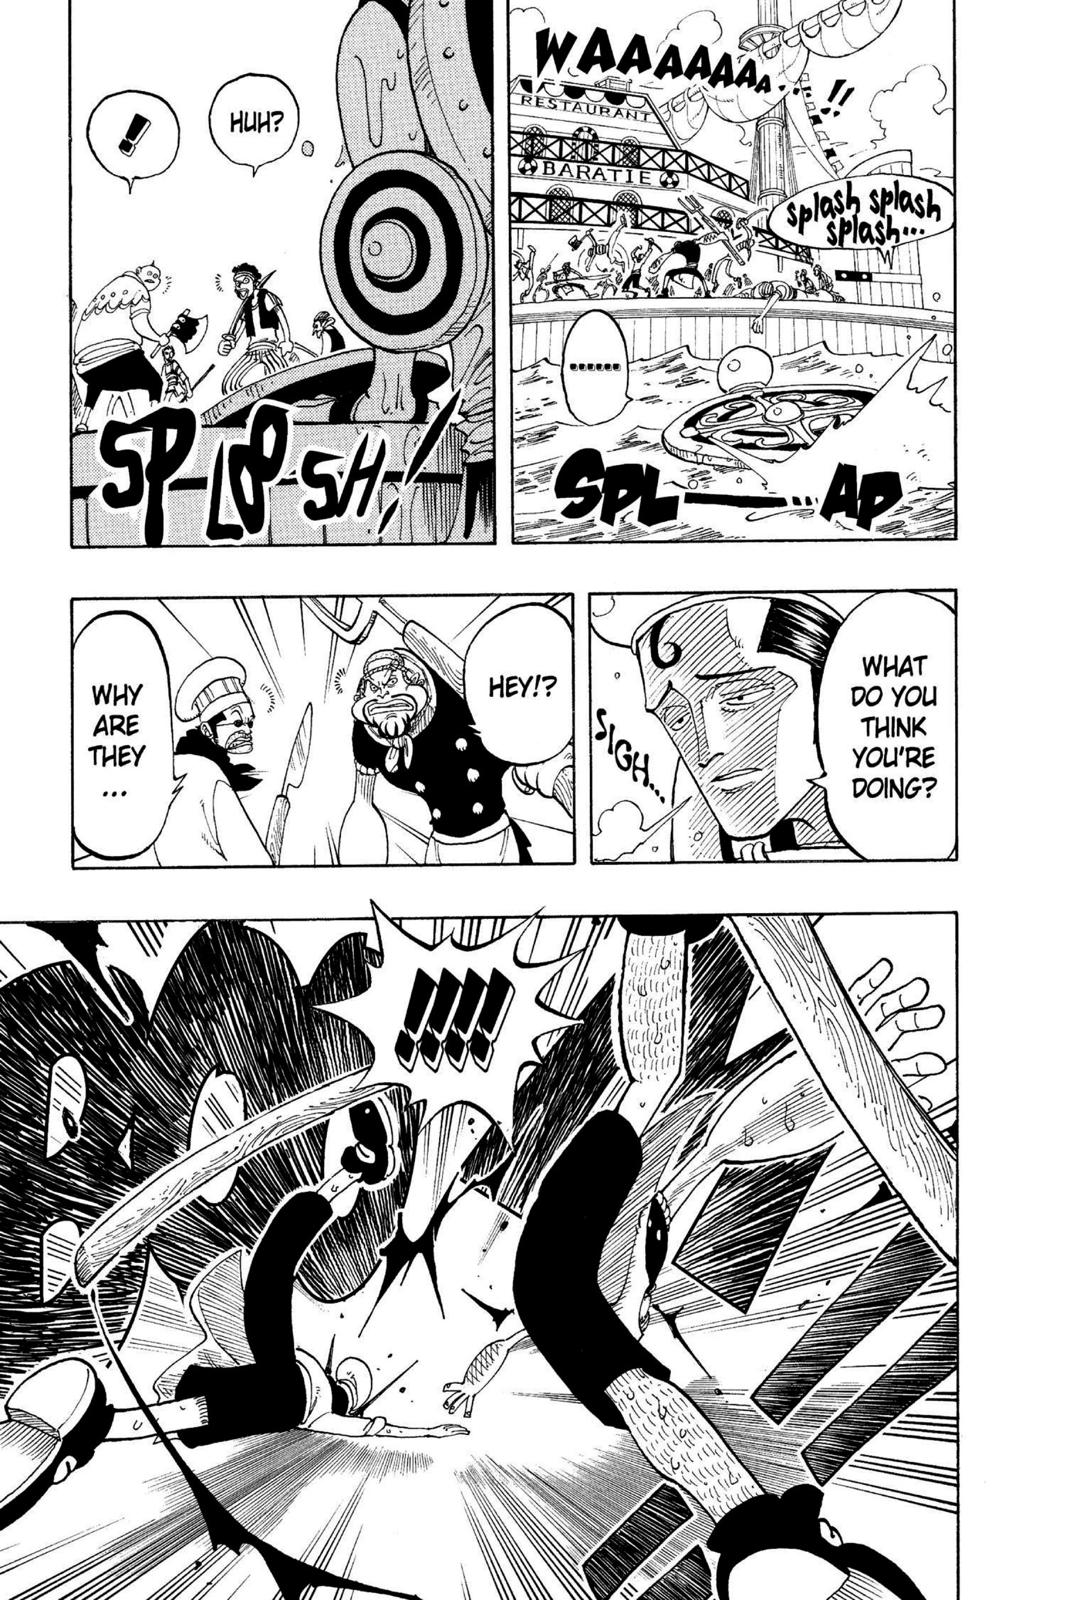 WAAAAAAA...!!
RESTAURANT
BARATIE
splash splash
splash...
......
SPL——...AP
HUH?
!
SPLOOSH!
WHAT
DO YOU
THINK
YOU'RE
DOING?
SIGH...
HEY!?
WHY
ARE
THEY
...
!!!!